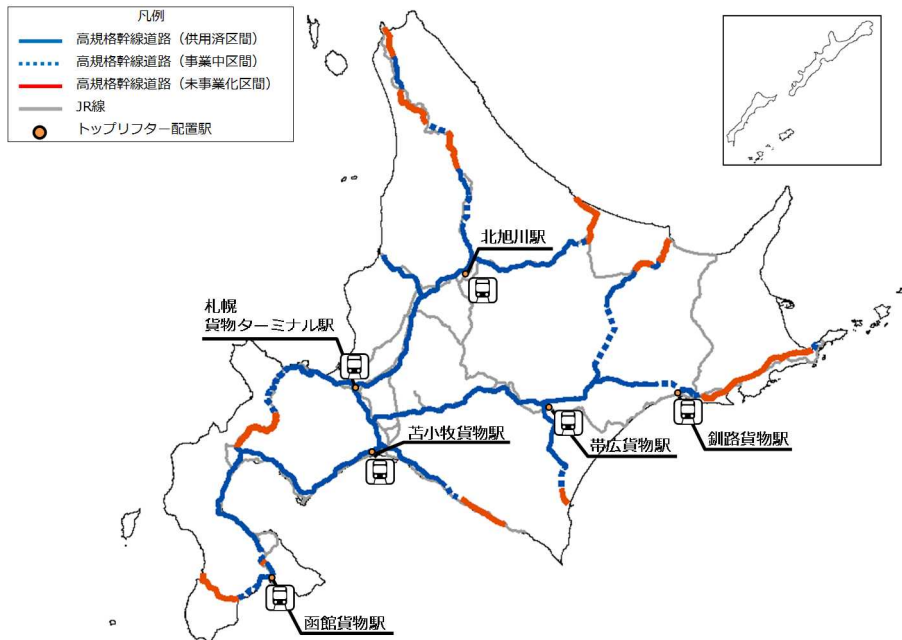 凡例
高規格幹線道路（供用済区間）
高規格幹線道路（事業中区間）
高規格幹線道路（未事業化区間）
JR線
トップリフター配置駅
北旭川駅
札幌
貨物ターミナル駅
苫小牧貨物駅
帯広貨物駅
釧路貨物駅
函館貨物駅